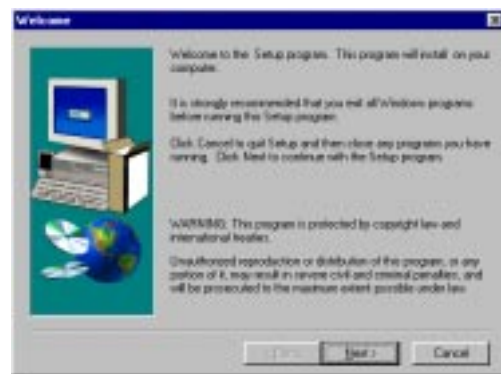 Welcome
Welcome to the Setup program. This program will install on your
computer.
It is strongly recommended that you exit all Windows programs
before running this Setup program.
Click Cancel to quit Setup and then close any programs you have
running. Click Next to continue with the Setup program.
WARNING: This program is protected by copyright law and
international treaties.
Unauthorized reproduction or distribution of this program, or any
portion of it, may result in severe civil and criminal penalties, and
will be prosecuted to the maximum extent possible under law.
Next >
Cancel